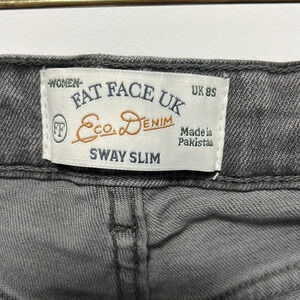 WOMEN
FAT FACE UK
UK 8S
FF
Eco. Denim
Made in
Pakistan
SWAY SLIM